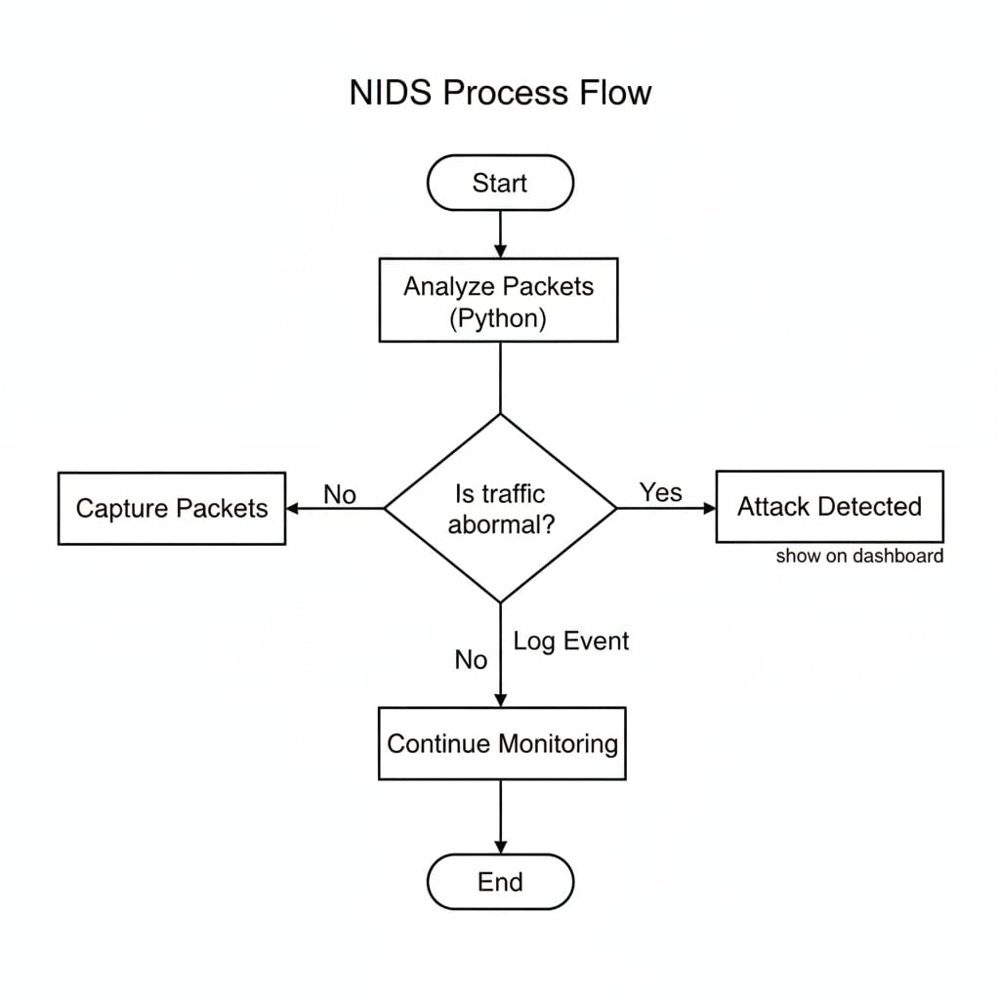 NIDS Process Flow
Start
Analyze Packets
(Python)
Is traffic
abormal?
No
Capture Packets
Yes
Attack Detected
show on dashboard
No
Log Event
Continue Monitoring
End